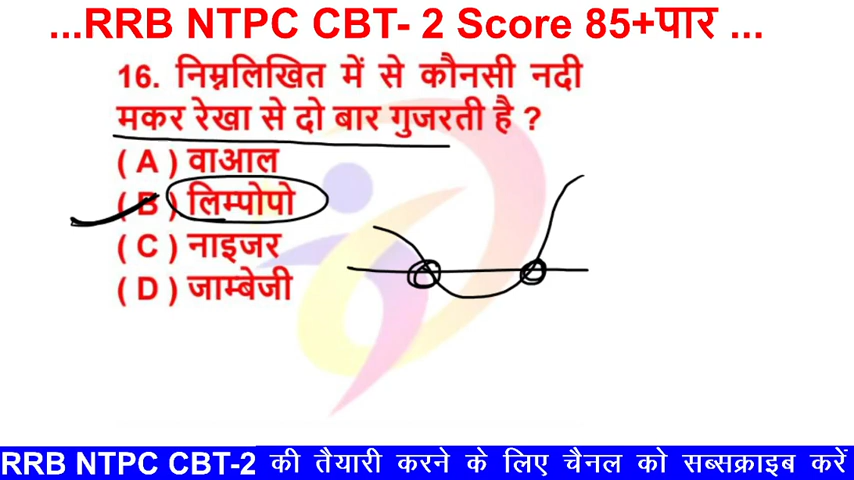 ...RRB NTPC CBT- 2 Score 85+पार ...
16. निम्नलिखित में से कौनसी नदी
मकर रेखा से दो बार गुजरती है ?
( A ) वाआल
( B ) लिम्पोपो
( C ) नाइजर
( D ) जाम्बेजी
RRB NTPC CBT-2 की तैयारी करने के लिए चैनल को सब्सक्राइब करें